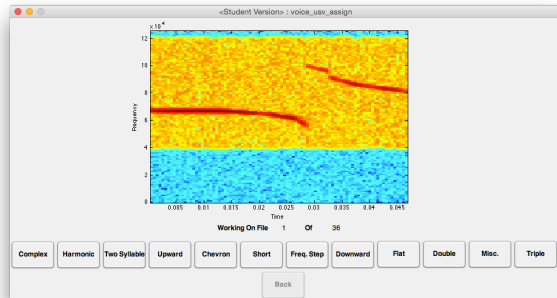 <Student Version> : voice_usv_assign
x 10⁴
12
10
8
6
4
2
0
Frequency
0.005 0.01 0.015 0.02 0.025 0.03 0.035 0.04 0.045
Time
Working On File 1 Of 36
Complex Harmonic Two Syllable Upward Chevron Short Freq. Step Downward Flat Double Misc. Triple
Back